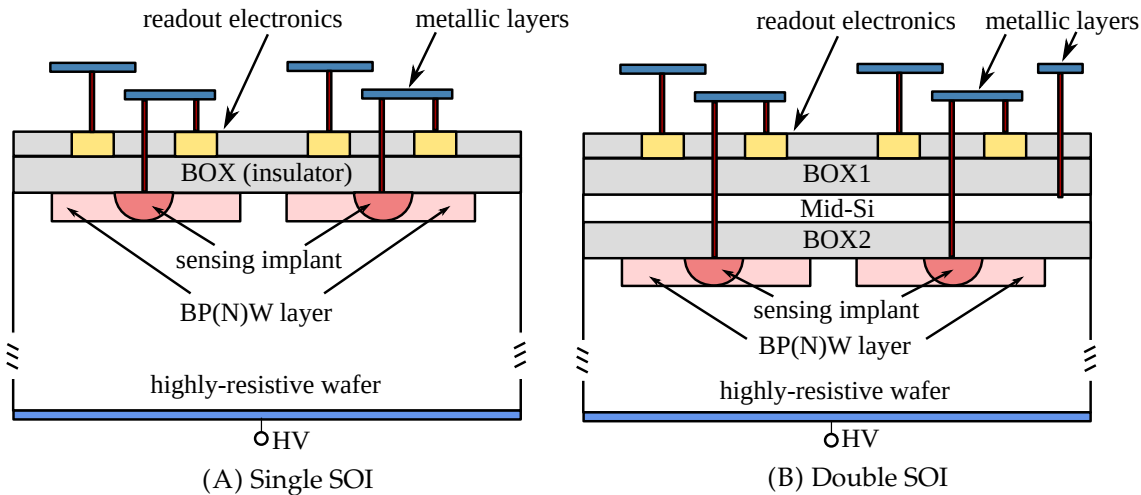 readout electronics
metallic layers
BOX (insulator)
sensing implant
BP(N)W layer
highly-resistive wafer
HV
(A) Single SOI
readout electronics
metallic layers
BOX1
Mid-Si
BOX2
sensing implant
BP(N)W layer
highly-resistive wafer
HV
(B) Double SOI